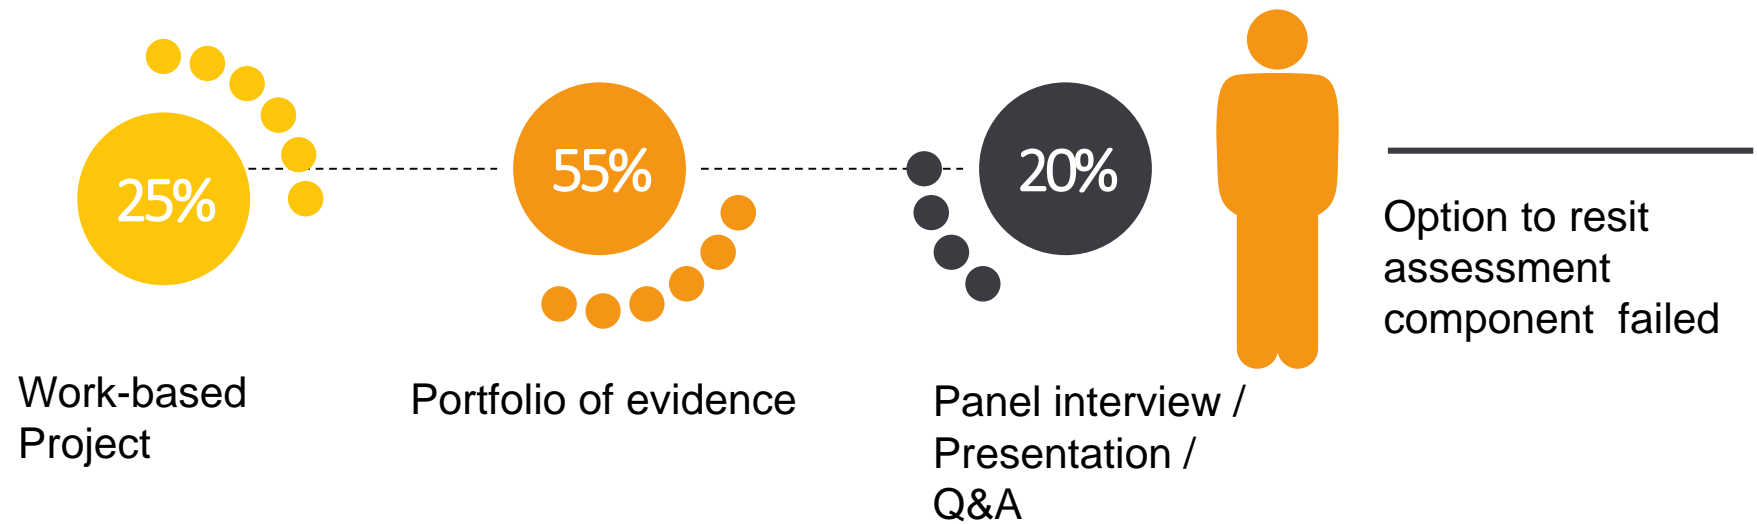 25%
55%
20%
Work-based
Project
Portfolio of evidence
Panel interview /
Presentation /
Q&A
Option to resit
assessment
component  failed